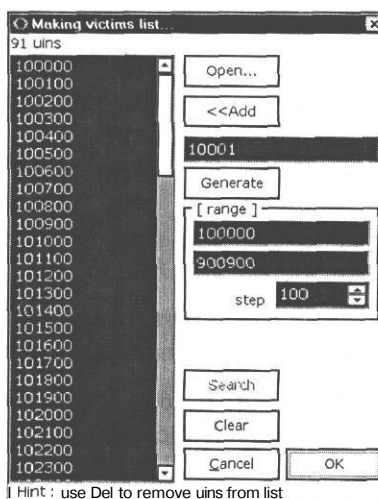 Making victims list...
91 uins
100000
100100
100200
100300
100400
100500
100600
100700
100800
100900
101000
101100
101200
101300
101400
101500
101600
101700
101800
101900
102000
102100
102200
102300
Open...
<<Add
10001
Generate
[ range ]
100000
900900
step 100
Search
Clear
Cancel OK
Hint: use Del to remove uins from list